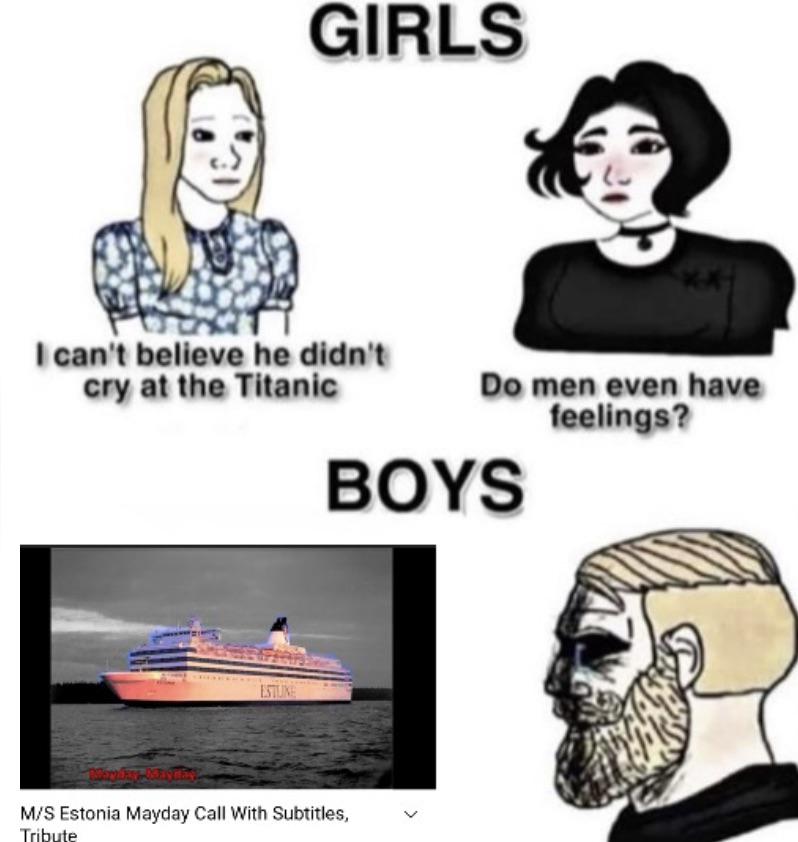 GIRLS
I can't believe he didn't
cry at the Titanic
Do men even have
feelings?
BOYS
ESTLINE
Mayday, Mayday
M/S Estonia Mayday Call With Subtitles,
Tribute